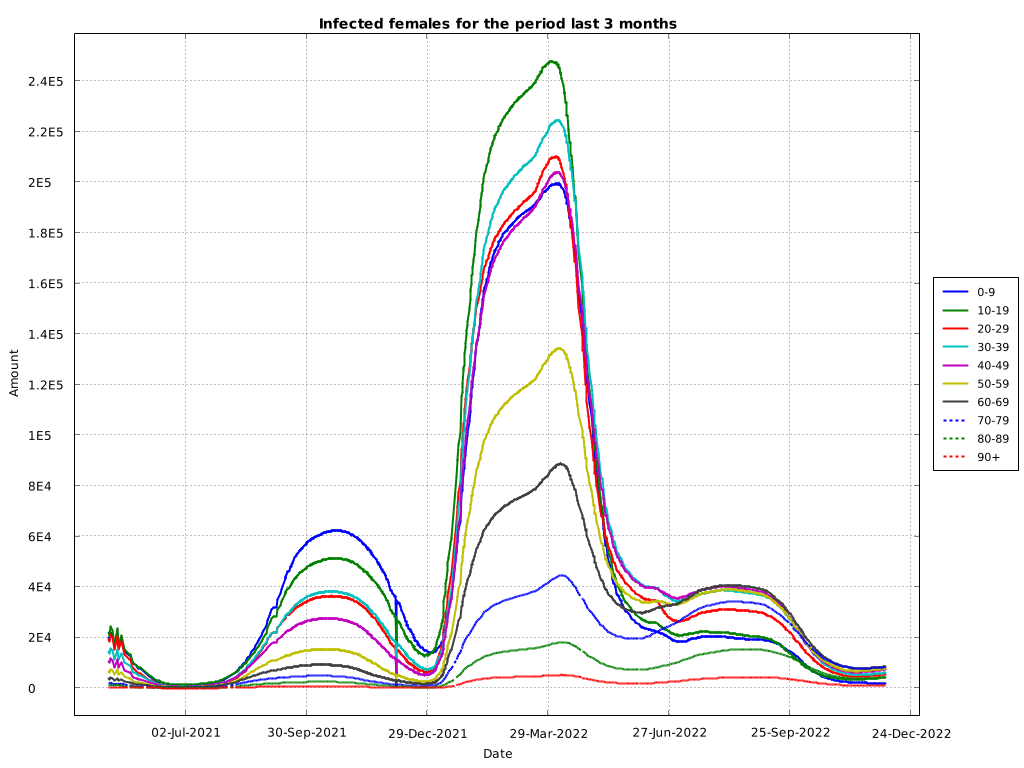 Infected females for the period last 3 months
2.4E5
2.2E5
2E5
1.8E5
1.6E5
1.4E5
1.2E5
1E5
8E4
6E4
4E4
2E4
0
Amount
02-Jul-2021
30-Sep-2021
29-Dec-2021
29-Mar-2022
27-Jun-2022
25-Sep-2022
24-Dec-2022
Date
0-9
10-19
20-29
30-39
40-49
50-59
60-69
70-79
80-89
90+